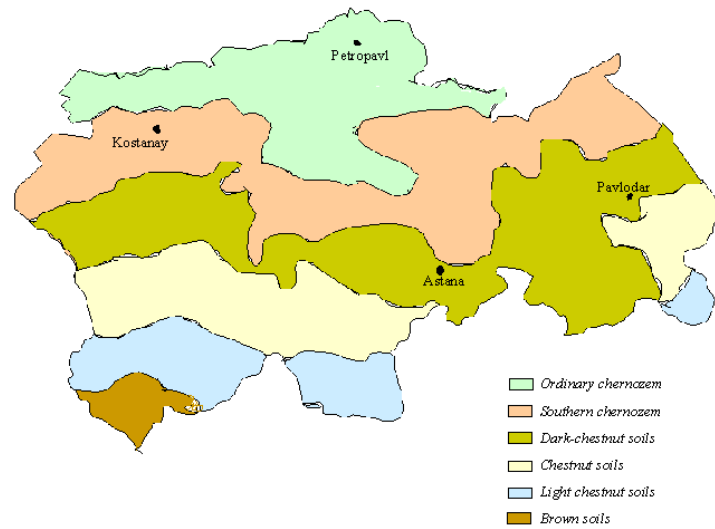 Petropavl
Kostanay
Pavlodar
Astana
Ordinary chernozem
Southern chernozem
Dark-chestnut soils
Chestnut soils
Light chestnut soils
Brown soils